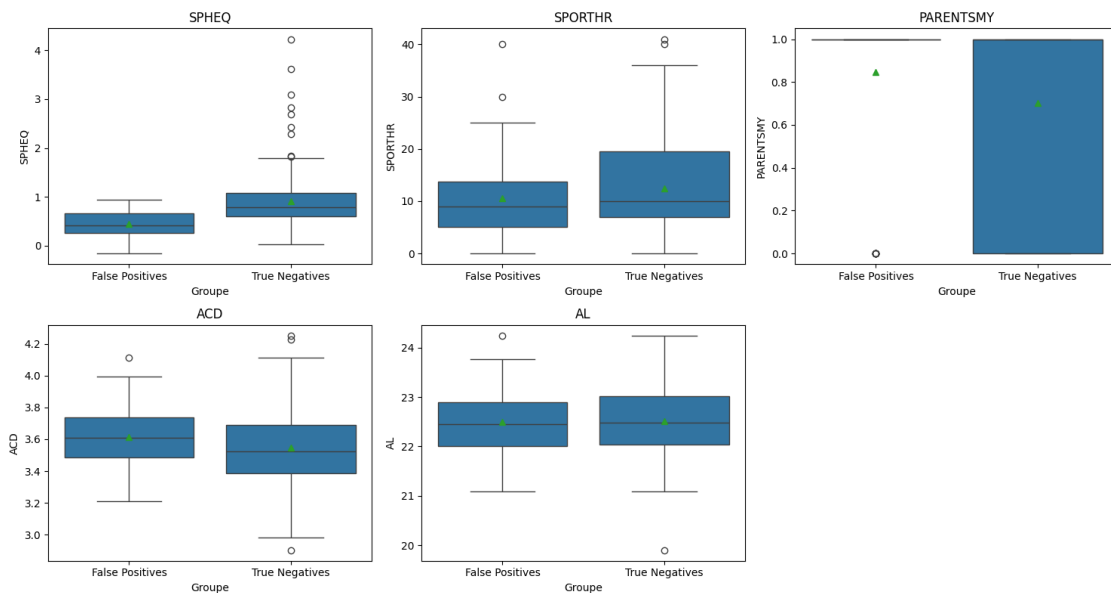 SPHEQ
SPHEQ
4
3
2
1
0
False Positives
True Negatives
Groupe
SPORTHR
SPORTHR
40
30
20
10
0
False Positives
True Negatives
Groupe
PARENTSMY
PARENTSMY
1.0
0.8
0.6
0.4
0.2
0.0
False Positives
True Negatives
Groupe
ACD
ACD
4.2
4.0
3.8
3.6
3.4
3.2
3.0
False Positives
True Negatives
Groupe
AL
AL
24
23
22
21
20
False Positives
True Negatives
Groupe